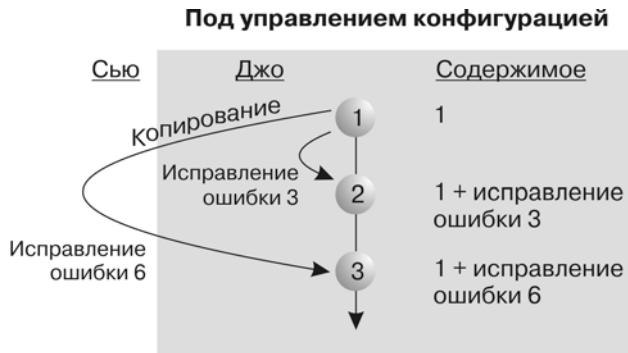 Под управлением конфигурацией
Сью
Джо
Содержимое
Копирование
1
1
Исправление
ошибки 3
2
1 + исправление
ошибки 3
Исправление
ошибки 6
3
1 + исправление
ошибки 6